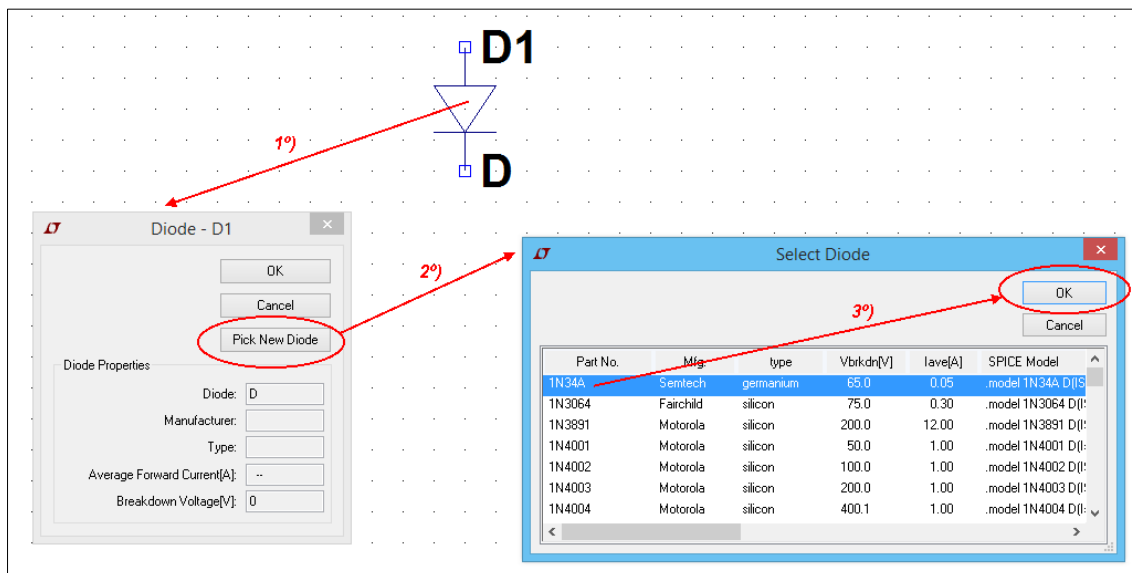 D1
1º)
D
Diode - D1
OK
Cancel
Pick New Diode
Diode Properties
Diode: D
Manufacturer:
Type:
Average Forward Current[A]: --
Breakdown Voltage[V]: 0
2º)
Select Diode
OK
Cancel
3º)
Part No. Mfg. type Vbrkdn[V] Iave[A] SPICE Model
1N34A Semtech germanium 65.0 0.05 .model 1N34A D(IS
1N3064 Fairchild silicon 75.0 0.30 .model 1N3064 D(I
1N3891 Motorola silicon 200.0 12.00 .model 1N3891 D(I
1N4001 Motorola silicon 50.0 1.00 .model 1N4001 D(I
1N4002 Motorola silicon 100.0 1.00 .model 1N4002 D(I
1N4003 Motorola silicon 200.0 1.00 .model 1N4003 D(I
1N4004 Motorola silicon 400.1 1.00 .model 1N4004 D(I